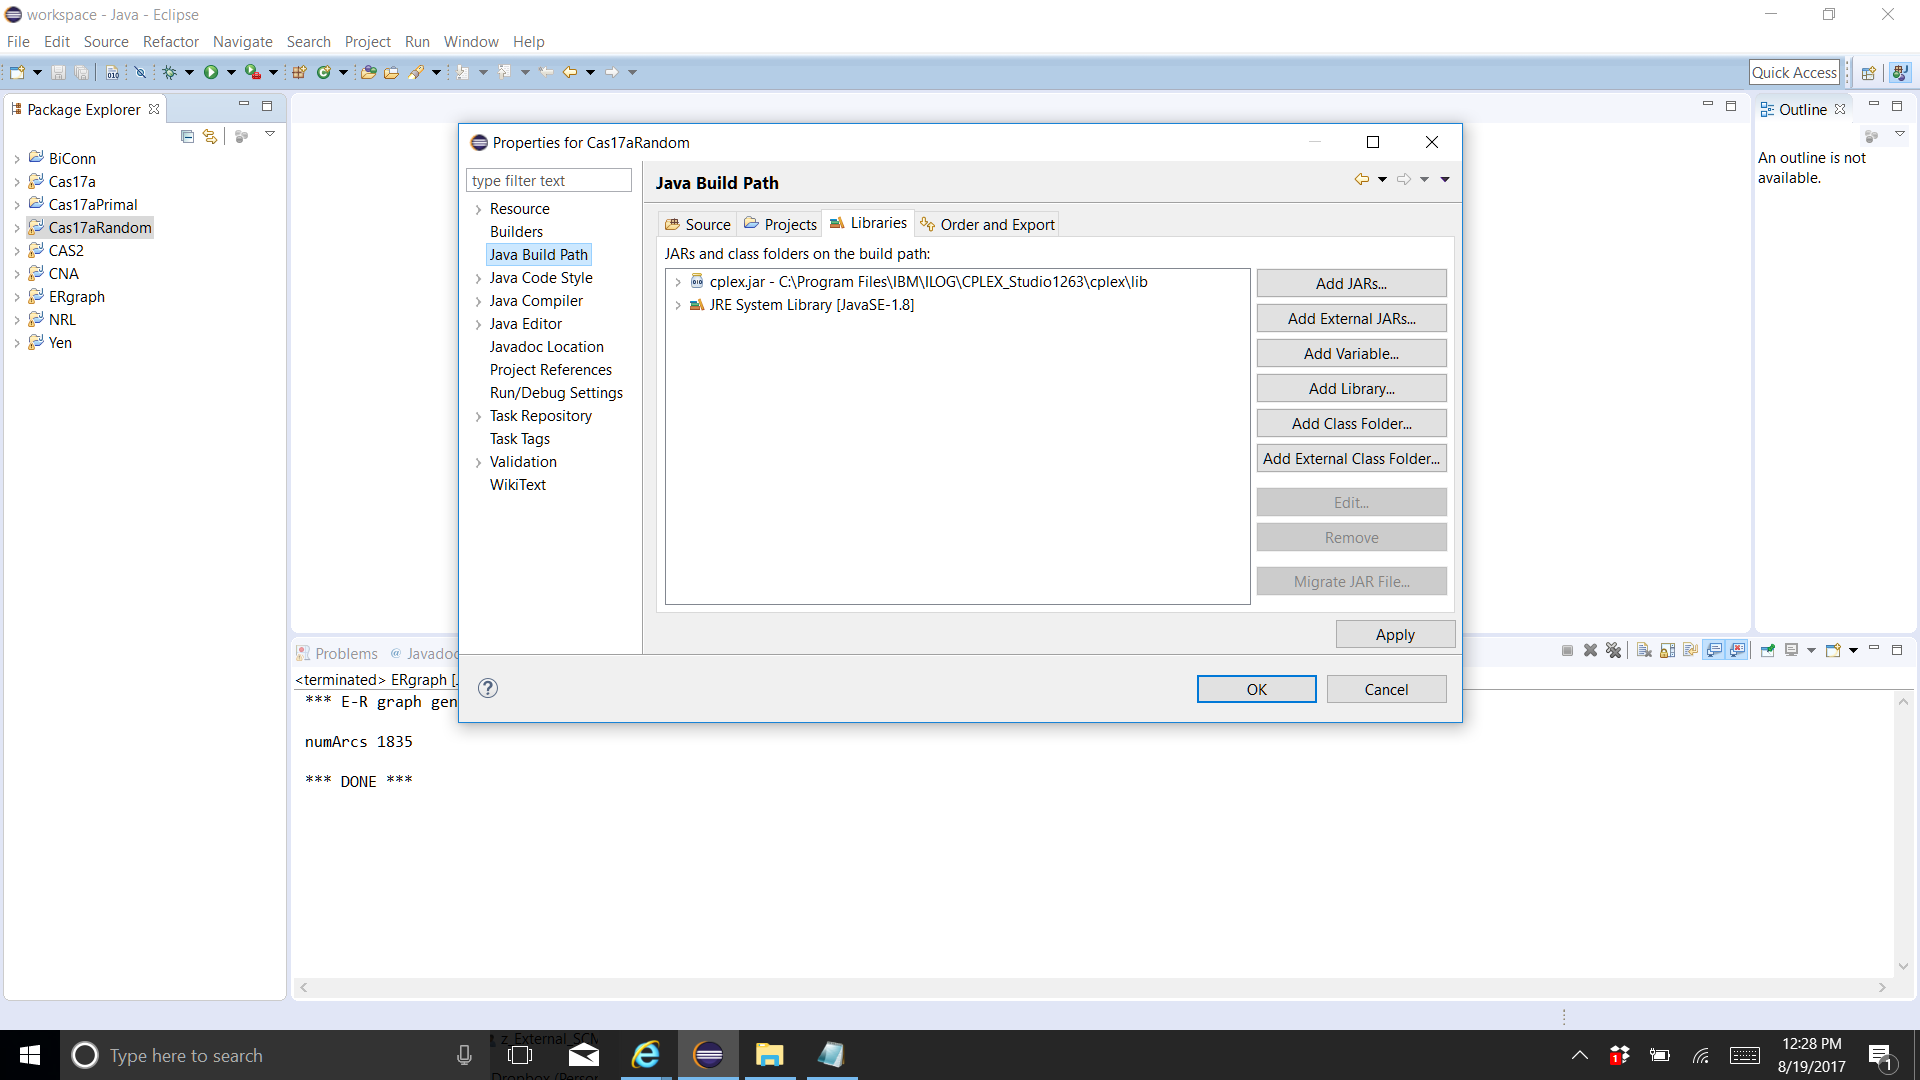 workspace - Java - Eclipse
File Edit Source Refactor Navigate Search Project Run Window Help
Quick Access
Package Explorer
BiConn
Cas17a
Cas17aPrimal
Cas17aRandom
CAS2
CNA
ERgraph
NRL
Yen
Properties for Cas17aRandom
type filter text
Resource
Builders
Java Build Path
Java Code Style
Java Compiler
Java Editor
Javadoc Location
Project References
Run/Debug Settings
Task Repository
Task Tags
Validation
WikiText
Java Build Path
Source Projects Libraries Order and Export
JARs and class folders on the build path:
cplex.jar - C:\Program Files\IBM\ILOG\CPLEX_Studio1263\cplex\lib
JRE System Library [JavaSE-1.8]
Add JARs...
Add External JARs...
Add Variable...
Add Library...
Add Class Folder...
Add External Class Folder...
Edit...
Remove
Migrate JAR File...
Apply
OK Cancel
Outline
An outline is not
available.
Problems @ Javadoc
<terminated> ERgraph [
*** E-R graph gen
numArcs 1835
*** DONE ***
Type here to search
z_External_SCM
Dropbox (Person
1
12:28 PM
8/19/2017
1